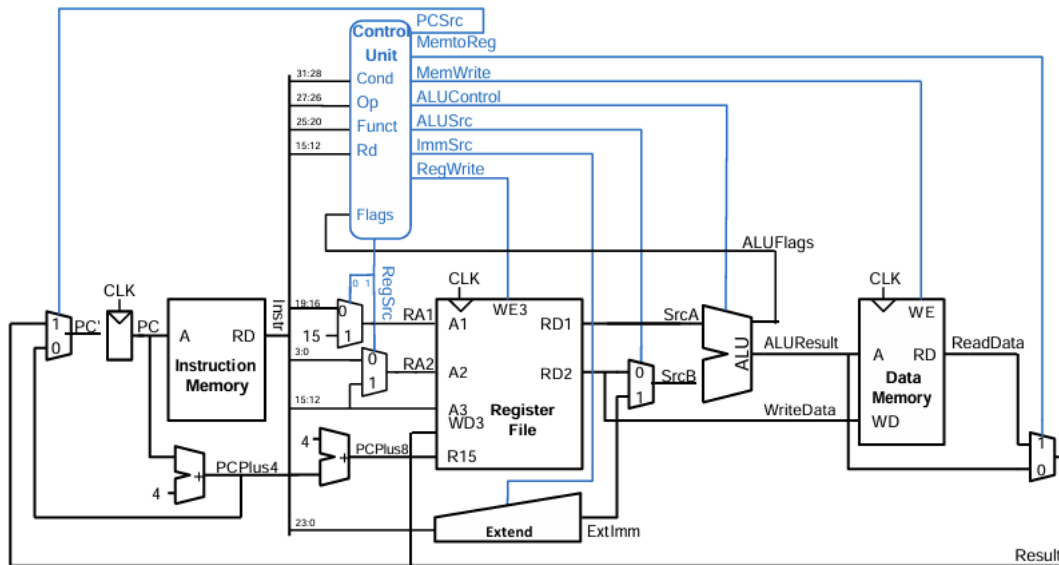 PCSrc
Control
Unit
MemtoReg
MemWrite
ALUControl
ALUSrc
ImmSrc
RegWrite
31:28
Cond
27:26
Op
25:20
Funct
15:12
Rd
Flags
ALUFlags
RegSrc
0 1
CLK
CLK
CLK
1
0
PC'
PC
A
RD
Instruction
Memory
Instr
19:16
0
1
15
RA1
3:0
0
1
RA2
15:12
A1
WE3
RD1
A2
RD2
A3
WD3
Register
File
R15
SrcA
0
1
SrcB
ALU
ALUResult
WriteData
WE
A
RD
Data
Memory
WD
ReadData
1
0
4
+
PCPlus4
4
+
PCPlus8
23:0
Extend
ExtImm
Result